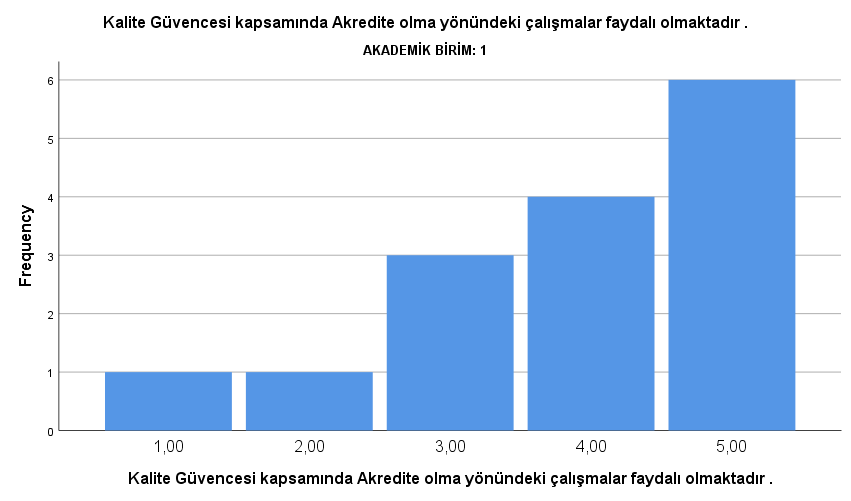 Kalite Güvencesi kapsamında Akredite olma yönündeki çalışmalar faydalı olmaktadır .
AKADEMİK BİRİM: 1
Frequency
6
5
4
3
2
1
0
1,00 2,00 3,00 4,00 5,00
Kalite Güvencesi kapsamında Akredite olma yönündeki çalışmalar faydalı olmaktadır .